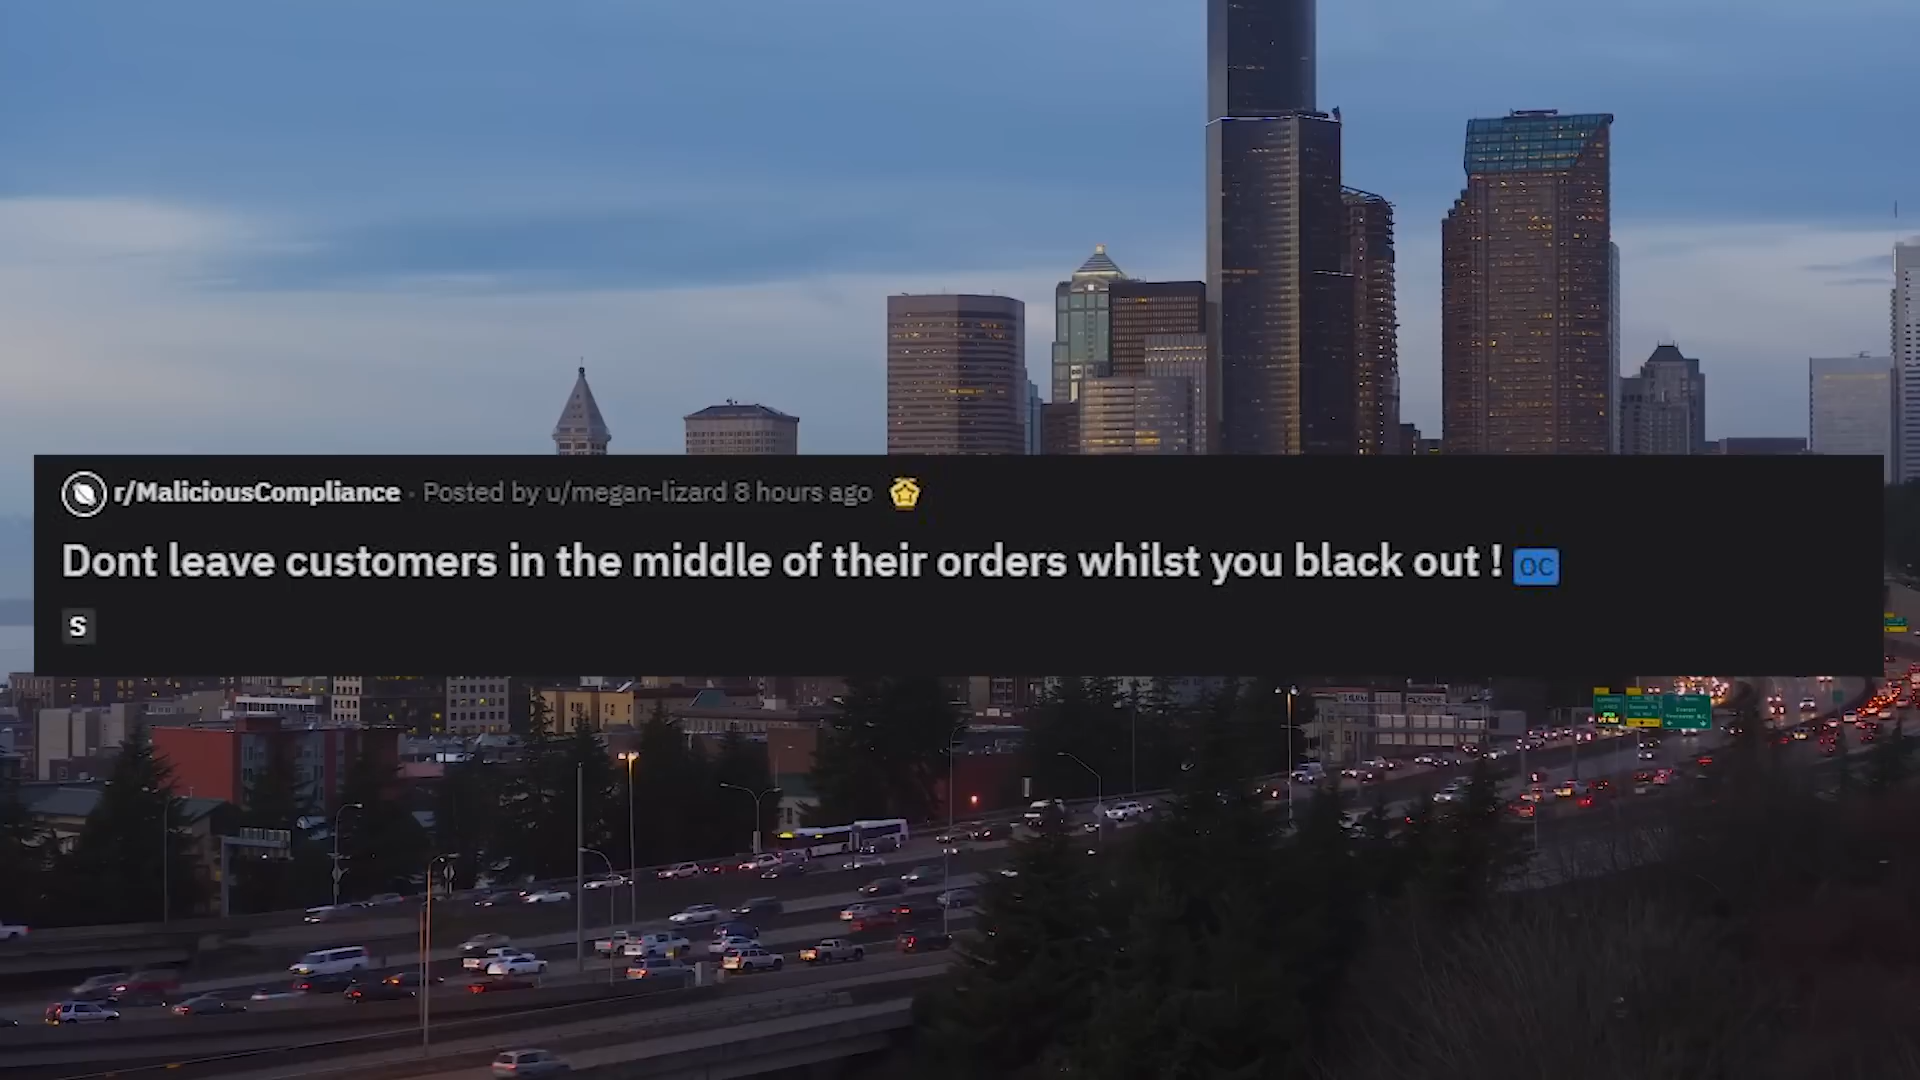 r/MaliciousCompliance · Posted by u/megan-lizard 8 hours ago
Dont leave customers in the middle of their orders whilst you black out ! OC
S